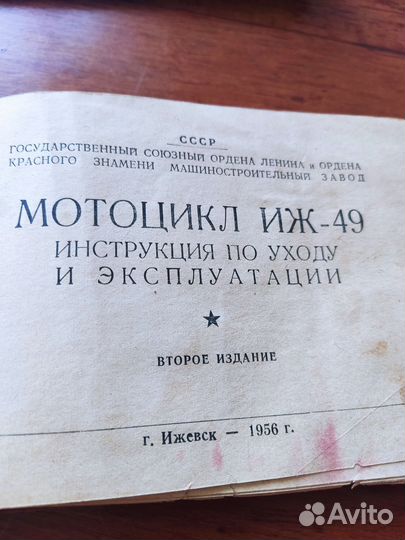 СССР
ГОСУДАРСТВЕННЫЙ СОЮЗНЫЙ ОРДЕНА ЛЕНИНА и ОРДЕНА
КРАСНОГО ЗНАМЕНИ МАШИНОСТРОИТЕЛЬНЫЙ ЗАВОД
МОТОЦИКЛ ИЖ-49
ИНСТРУКЦИЯ ПО УХОДУ
И ЭКСПЛУАТАЦИИ
ВТОРОЕ ИЗДАНИЕ
г. Ижевск — 1956 г.
Avito